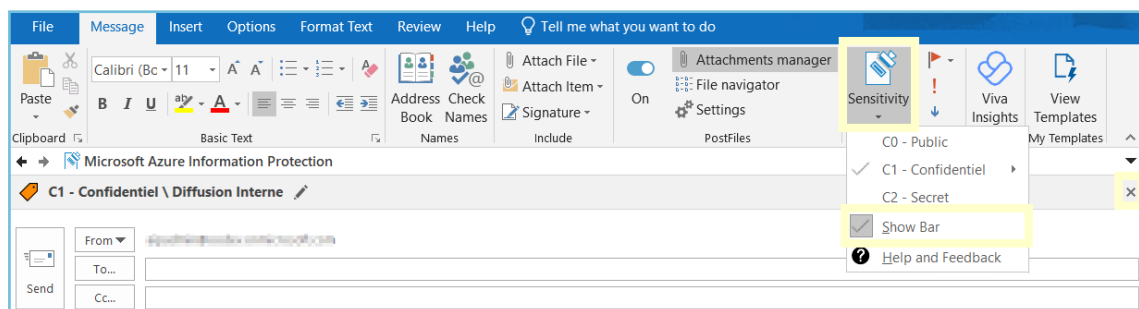 File Message Insert Options Format Text Review Help Tell me what you want to do
Paste
Clipboard
Calibri (Bc 11 A A
B I U ab A
Basic Text
Address Book
Check Names
Names
Attach File
Attach Item
Signature
Include
On
Attachments manager
File navigator
Settings
PostFiles
Sensitivity
Viva Insights
View Templates
My Templates
C0 - Public
C1 - Confidentiel
C2 - Secret
Show Bar
Help and Feedback
Microsoft Azure Information Protection
C1 - Confidentiel \ Diffusion Interne
Send
From
To...
Cc...